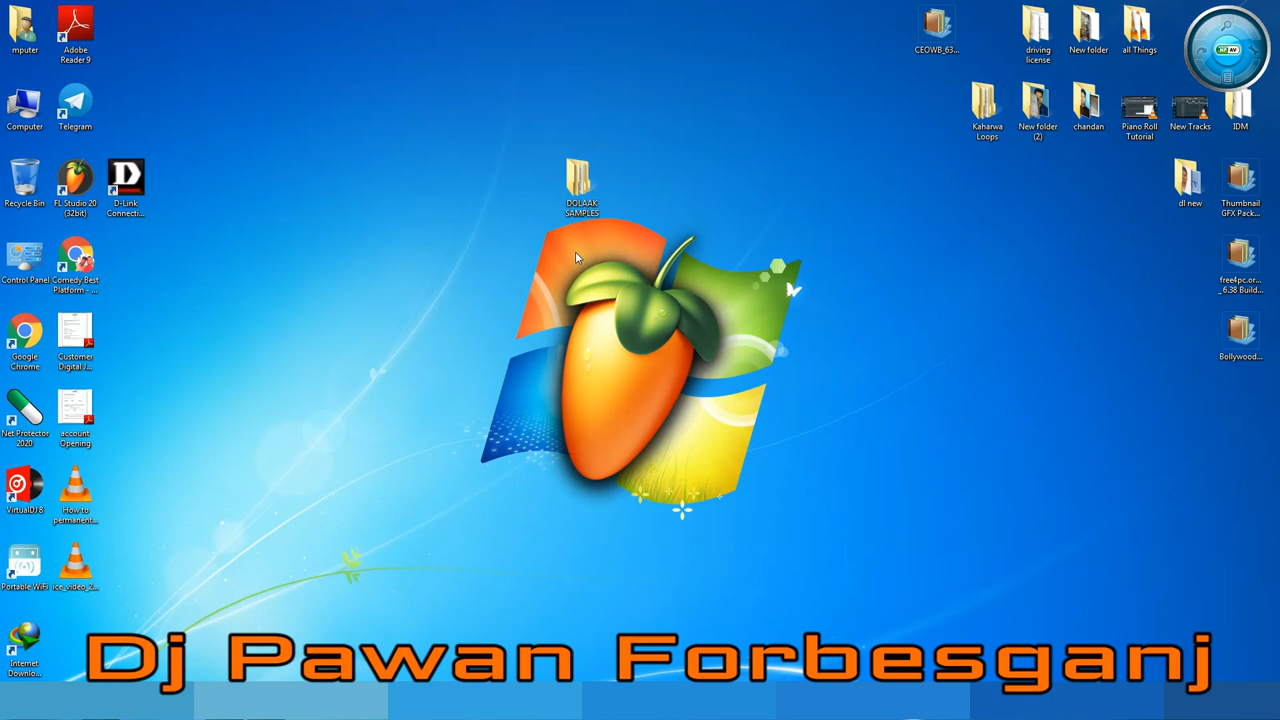 mputer
Adobe
Reader 9
CEOWB_63...
driving
license
New folder
all Things
NP AV
Computer
Telegram
Kaharwa
Loops
New folder
(2)
chandan
Piano Roll
Tutorial
New Tracks
IDM
Recycle Bin
FL Studio 20
(32bit)
D
D-Link
Connecti...
DOLAAK
SAMPLES
dl new
Thumbnail
GFX Pack...
Control Panel
Comedy Best
Platform - ...
free4pc.or...
_6.38 Build...
Google
Chrome
Customer
Digital J...
Bollywood...
Net Protector
2020
account
Opening
VirtualDJ 8
How to
permanent...
Portable WiFi
ice_video_2...
Internet
Downlo...
Dj Pawan Forbesganj